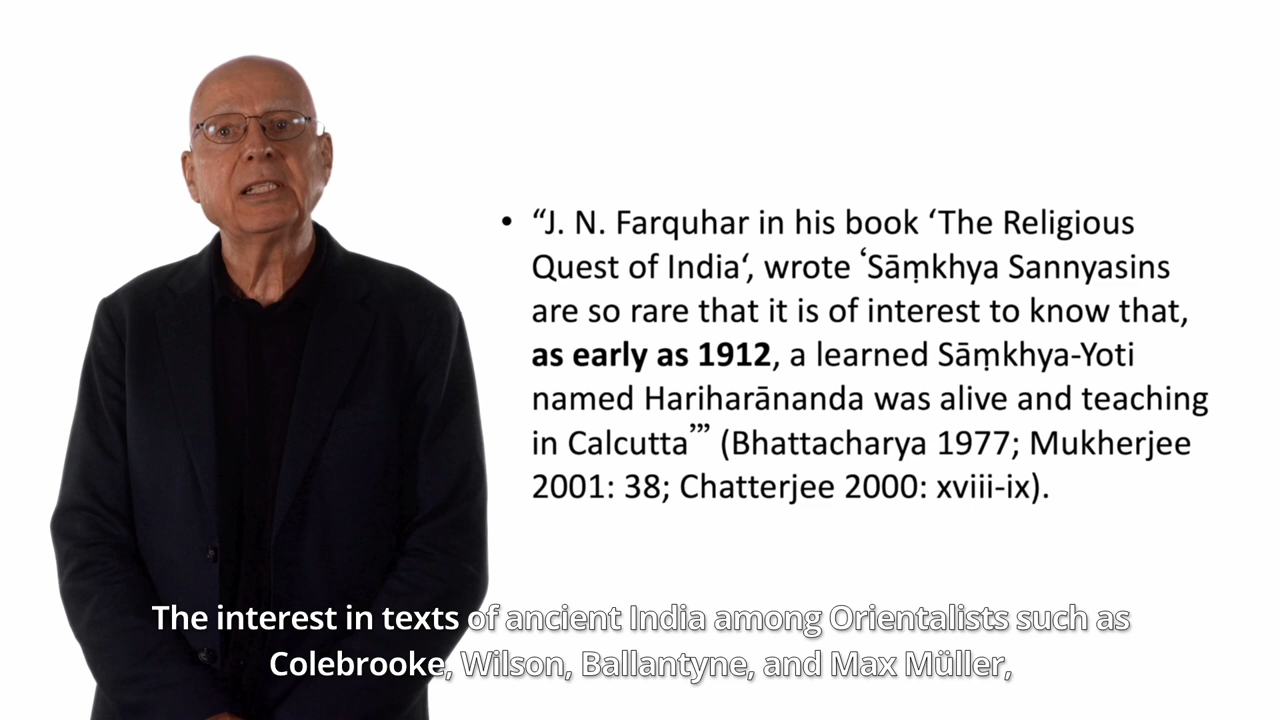 • “J. N. Farquhar in his book ‘The Religious
Quest of India‘, wrote ‘Sāṃkhya Sannyasins
are so rare that it is of interest to know that,
as early as 1912, a learned Sāṃkhya-Yoti
named Hariharānanda was alive and teaching
in Calcutta’” (Bhattacharya 1977; Mukherjee
2001: 38; Chatterjee 2000: xviii-ix).
The interest in texts of ancient India among Orientalists such as
Colebrooke, Wilson, Ballantyne, and Max Müller,